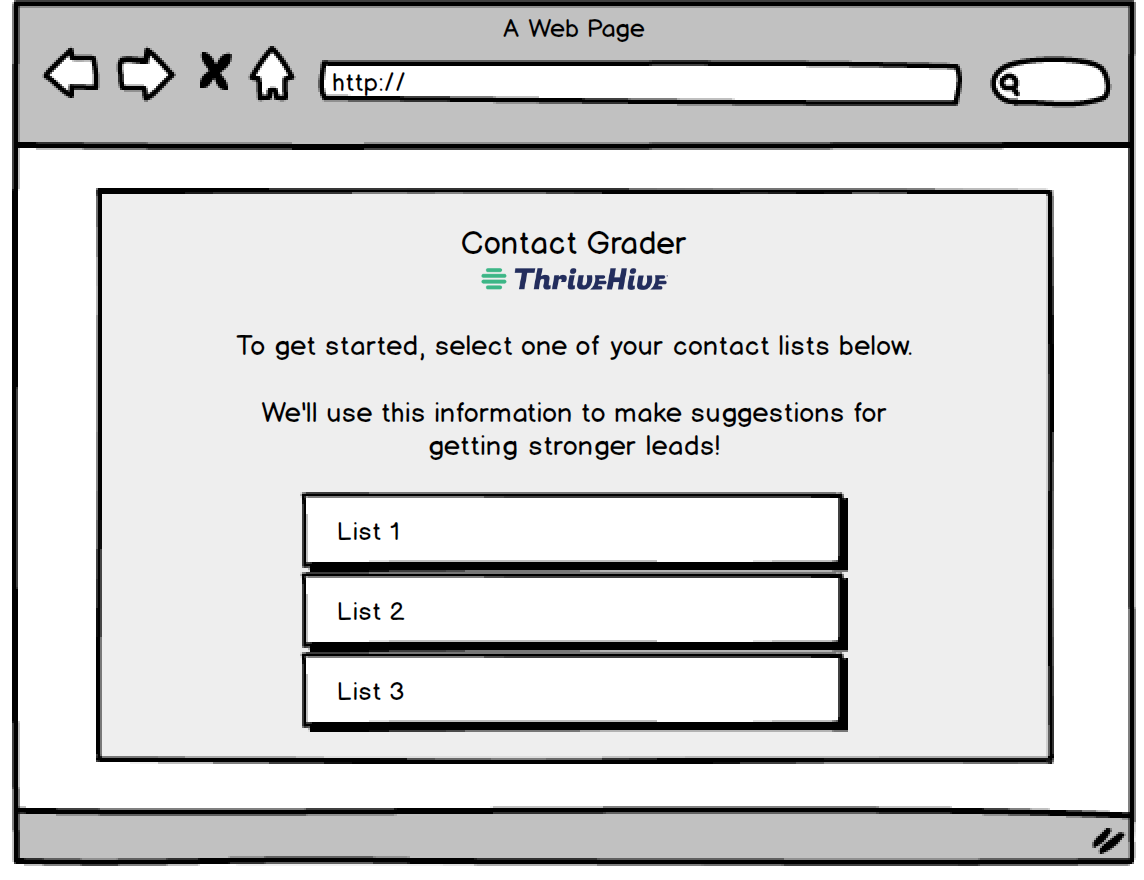 A Web Page
http://
Contact Grader
ThriveHive
To get started, select one of your contact lists below.
We'll use this information to make suggestions for
getting stronger leads!
List 1
List 2
List 3